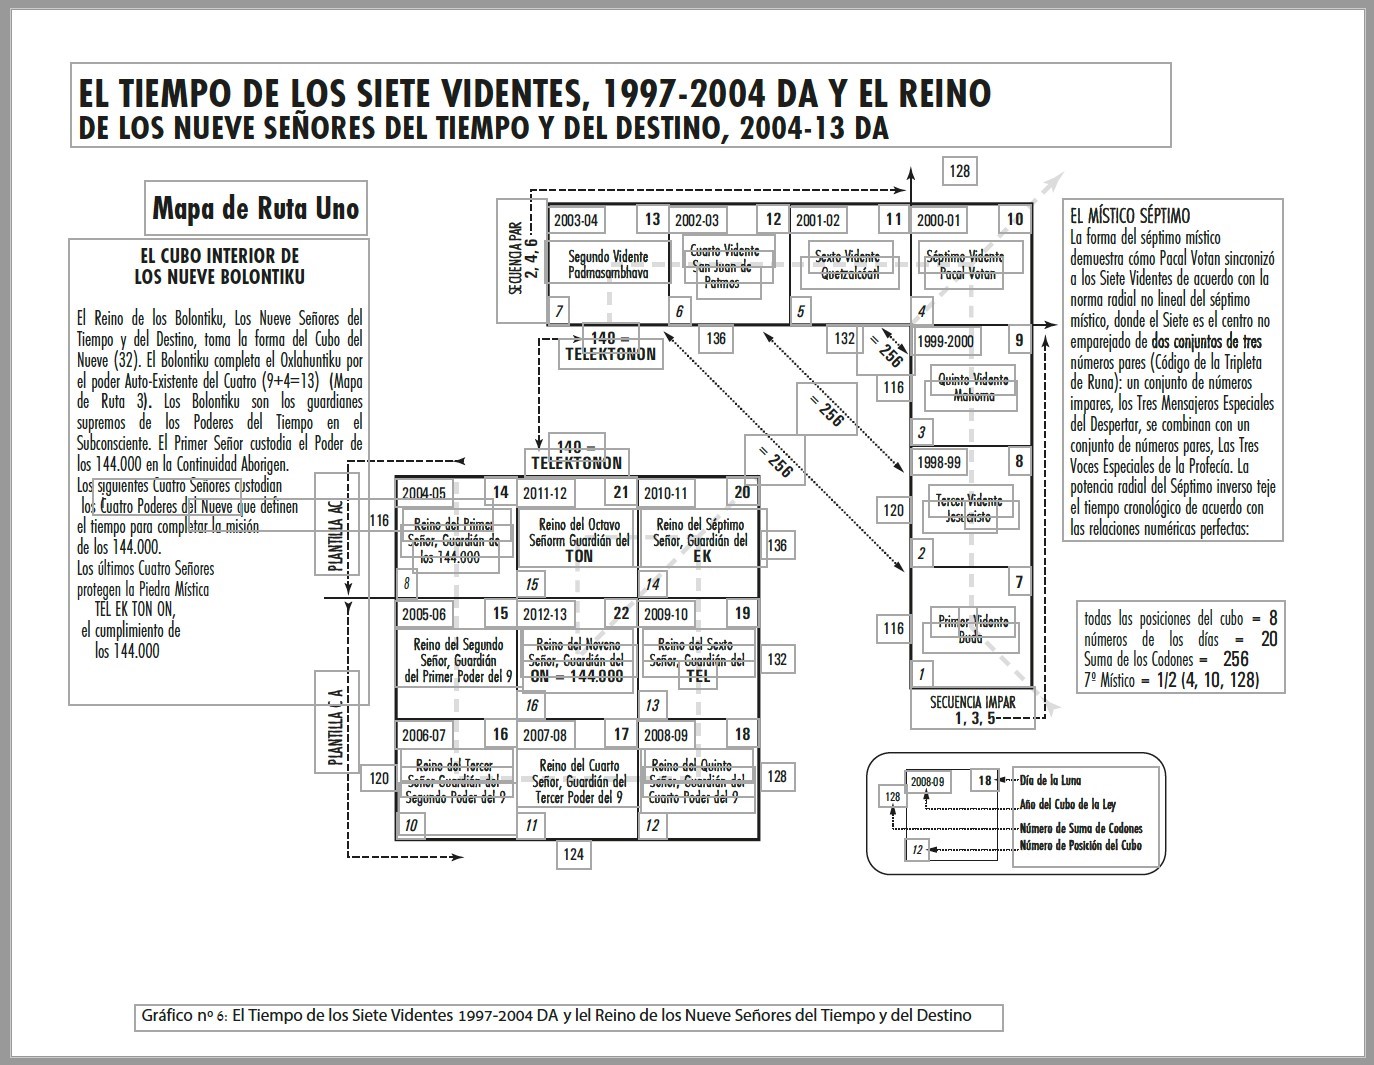 EL TIEMPO DE LOS SIETE VIDENTES, 1997-2004 DA Y EL REINO
DE LOS NUEVE SEÑORES DEL TIEMPO Y DEL DESTINO, 2004-13 DA
Mapa de Ruta Uno
EL CUBO INTERIOR DE
LOS NUEVE BOLONTIKU
El Reino de los Bolontiku, Los Nueve Señores del
Tiempo y del Destino, toma la forma del Cubo del
Nueve (32). El Bolontiku completa el Oxlahuntiku por
el poder Auto-Existente del Cuatro (9+4=13) (Mapa
de Ruta 3). Los Bolontiku son los guardianes
supremos de los Poderes del Tiempo en el
Subconsciente. El Primer Señor custodia el Poder de
los 144.000 en la Continuidad Aborigen.
Los siguientes Cuatro Señores custodian
los Cuatro Poderes del Nueve que definen
el tiempo para completar la misión
de los 144.000.
Los últimos Cuatro Señores
protegen la Piedra Mística
TEL EK TON ON,
el cumplimiento de
los 144.000
SECUENCIA PAR
2, 4, 6
128
2003-04 13
Segundo Vidente
Padmasambhava
7
2002-03 12
Cuarto Vidente
San Juan de
Patmos
6
2001-02 11
Sexto Vidente
Quetzalcóatl
5
2000-01 10
Séptimo Vidente
Pacal Votan
4
140 =
TELEKTONON
136
132
= 256
= 256
= 256
1999-2000 9
116
Quinto Vidente
Mahoma
3
1998-99 8
120
Tercer Vidente
Jesucristo
2
7
116
Primer Vidente
Buda
1
SECUENCIA IMPAR
1, 3, 5
140 =
TELEKTONON
PLANTILLA AC
PLANTILLA C A
2004-05 14
116
Reino del Primer
Señor, Guardián de
los 144.000
8
2011-12 21
Reino del Octavo
Señorm Guardián del
TON
15
2010-11 20
Reino del Séptimo
Señor, Guardián del
EK
14
136
2005-06 15
Reino del Segundo
Señor, Guardián
del Primer Poder del 9
2012-13 22
Reino del Noveno
Señor, Guardián del
ON = 144.000
16
2009-10 19
Reino del Sexto
Señor, Guardián del
TEL
13
132
2006-07 16
120
Reino del Tercer
Señor Guardián del
Segundo Poder del 9
10
2007-08 17
Reino del Cuarto
Señor, Guardián del
Tercer Poder del 9
11
2008-09 18
Reino del Quinto
Señor, Guardián del
Cuarto Poder del 9
12
128
124
EL MÍSTICO SÉPTIMO
La forma del séptimo místico
demuestra cómo Pacal Votan sincronizó
a los Siete Videntes de acuerdo con la
norma radial no lineal del séptimo
místico, donde el Siete es el centro no
emparejado de dos conjuntos de tres
números pares (Código de la Tripleta
de Runa): un conjunto de números
impares, los Tres Mensajeros Especiales
del Despertar, se combinan con un
conjunto de números pares, Las Tres
Voces Especiales de la Profecía. La
potencia radial del Séptimo inverso teje
el tiempo cronológico de acuerdo con
las relaciones numéricas perfectas:
todas las posiciones del cubo = 8
números de los días = 20
Suma de los Codones = 256
7º Místico = 1/2 (4, 10, 128)
2008-09 18
128
12
Día de la Luna
Año del Cubo de la Ley
Número de Suma de Codones
Número de Posición del Cubo
Gráfico nº 6: El Tiempo de los Siete Videntes 1997-2004 DA y lel Reino de los Nueve Señores del Tiempo y del Destino